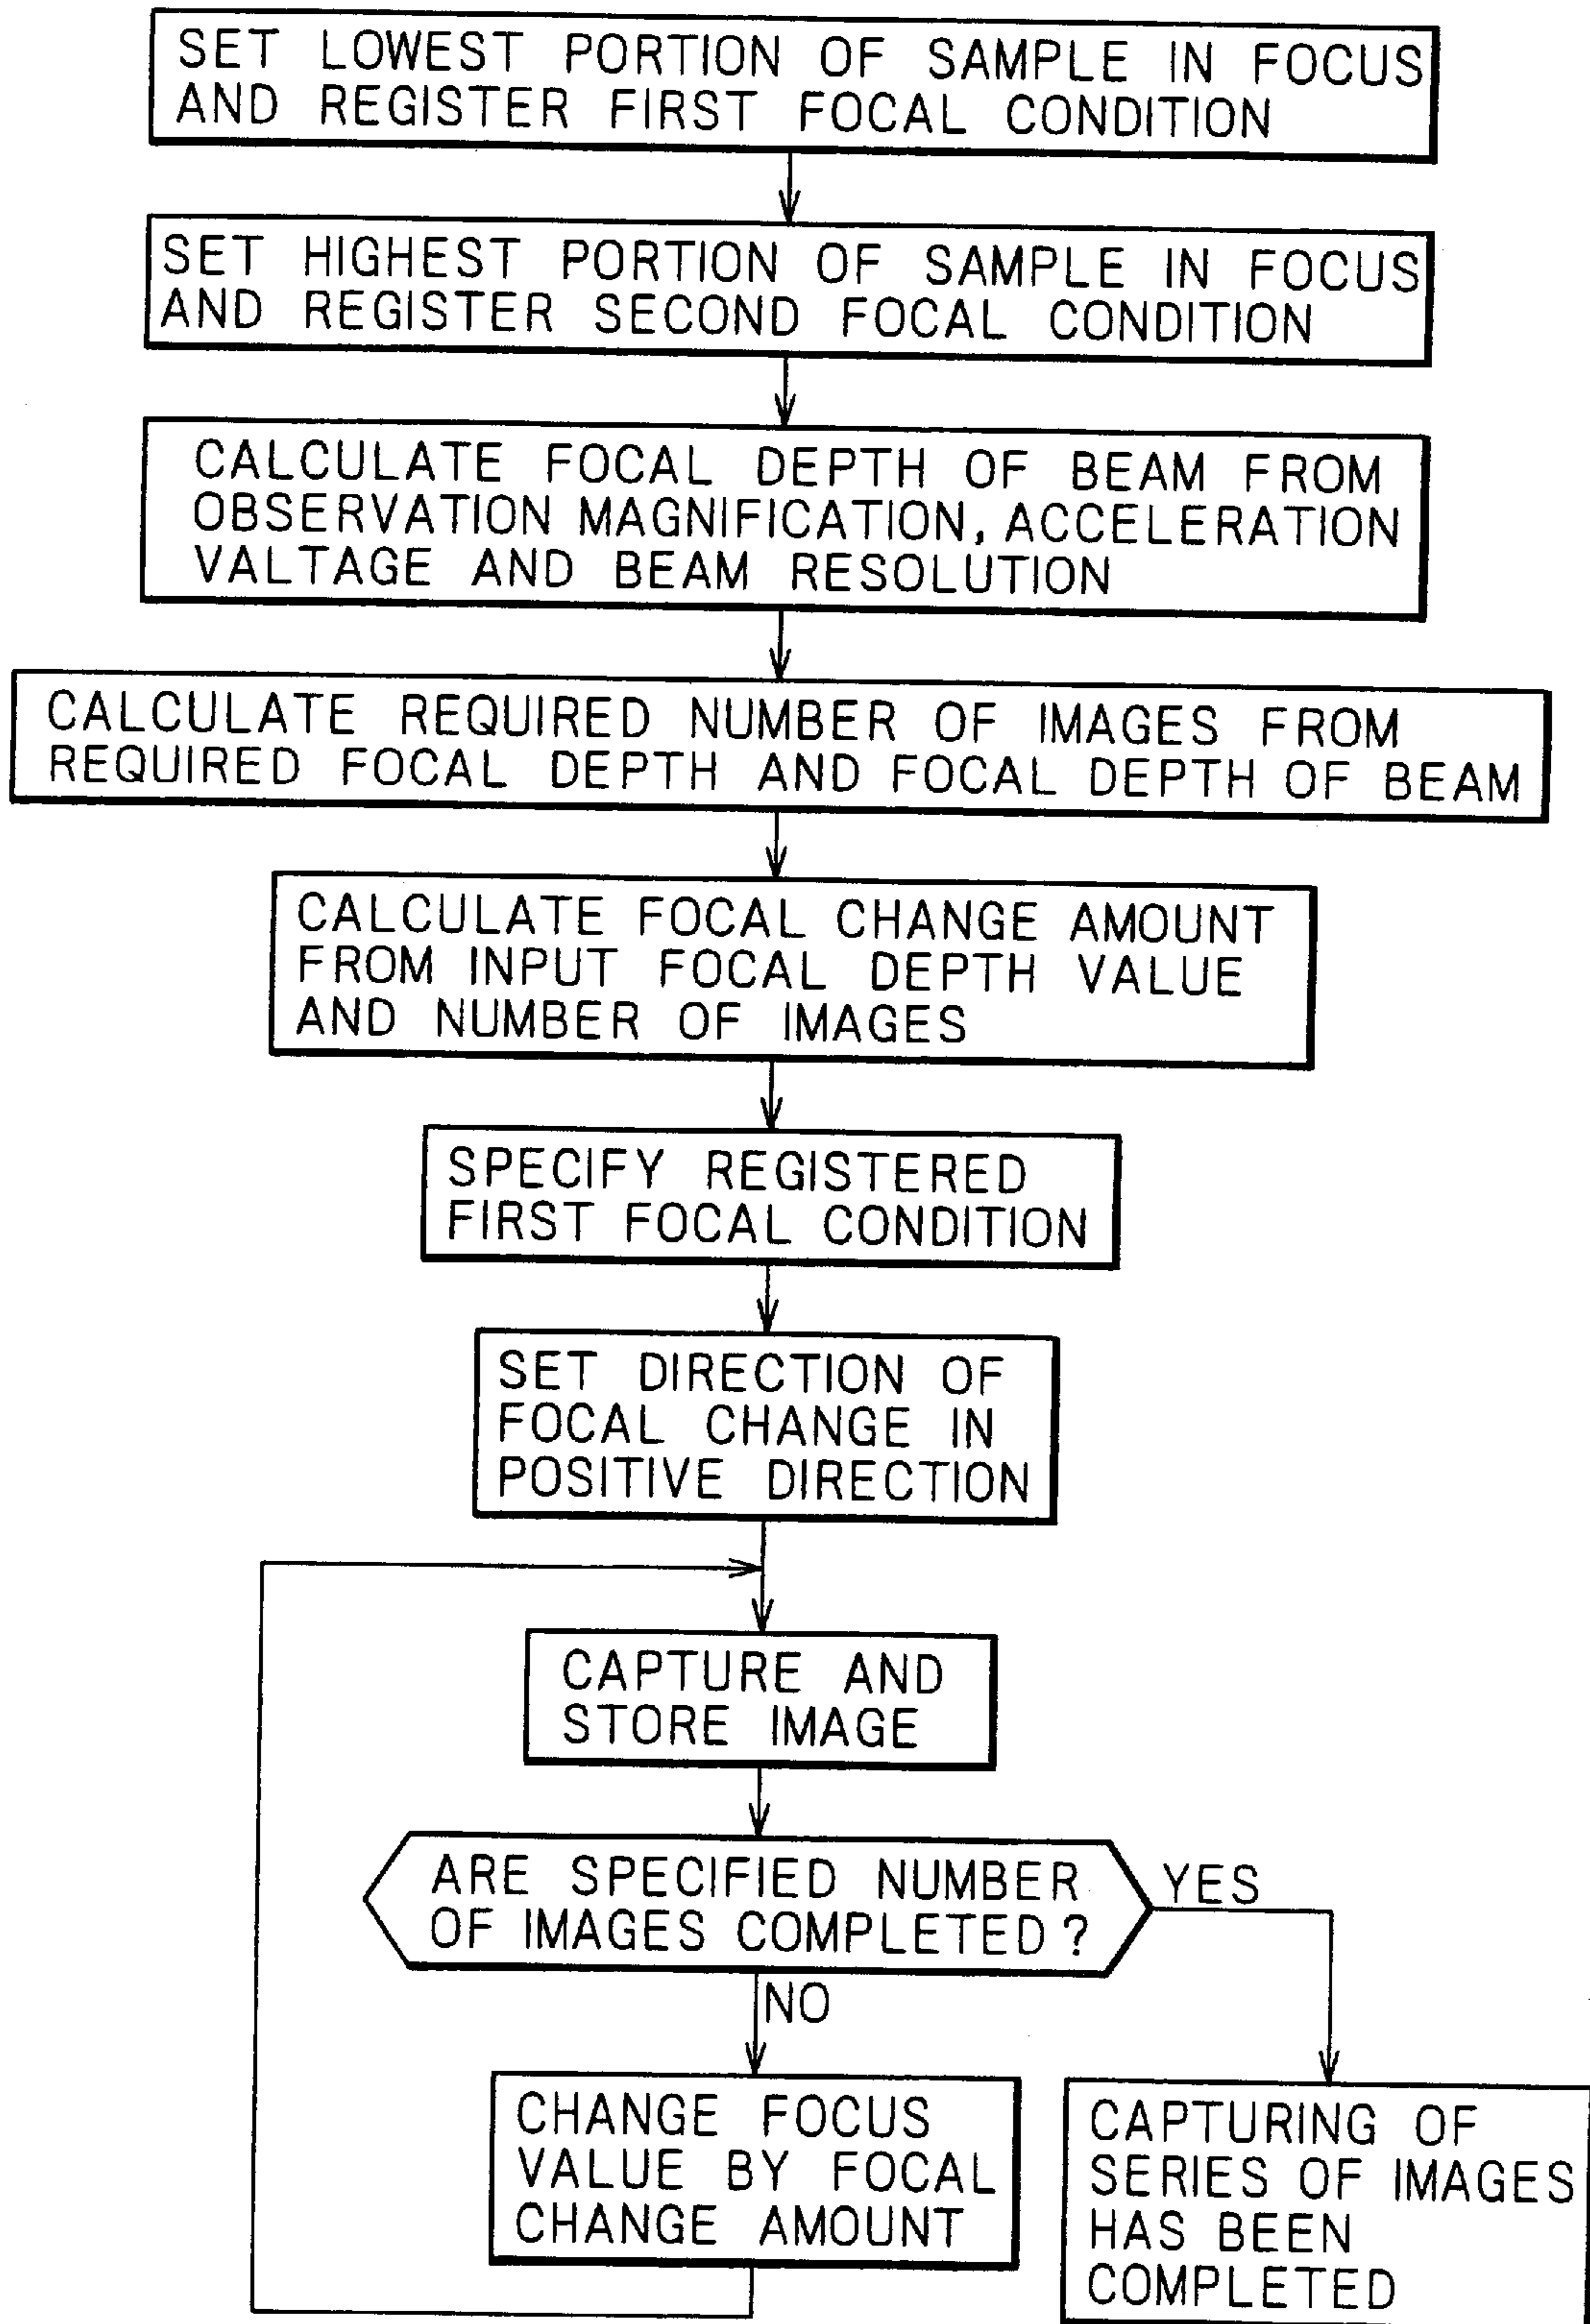 SET LOWEST PORTION OF SAMPLE IN FOCUS
AND REGISTER FIRST FOCAL CONDITION
SET HIGHEST PORTION OF SAMPLE IN FOCUS
AND REGISTER SECOND FOCAL CONDITION
CALCULATE FOCAL DEPTH OF BEAM FROM
OBSERVATION MAGNIFICATION, ACCELERATION
VALTAGE AND BEAM RESOLUTION
CALCULATE REQUIRED NUMBER OF IMAGES FROM
REQUIRED FOCAL DEPTH AND FOCAL DEPTH OF BEAM
CALCULATE FOCAL CHANGE AMOUNT
FROM INPUT FOCAL DEPTH VALUE
AND NUMBER OF IMAGES
SPECIFY REGISTERED
FIRST FOCAL CONDITION
SET DIRECTION OF
FOCAL CHANGE IN
POSITIVE DIRECTION
CAPTURE AND
STORE IMAGE
ARE SPECIFIED NUMBER
OF IMAGES COMPLETED?
YES
NO
CHANGE FOCUS
VALUE BY FOCAL
CHANGE AMOUNT
CAPTURING OF
SERIES OF IMAGES
HAS BEEN
COMPLETED